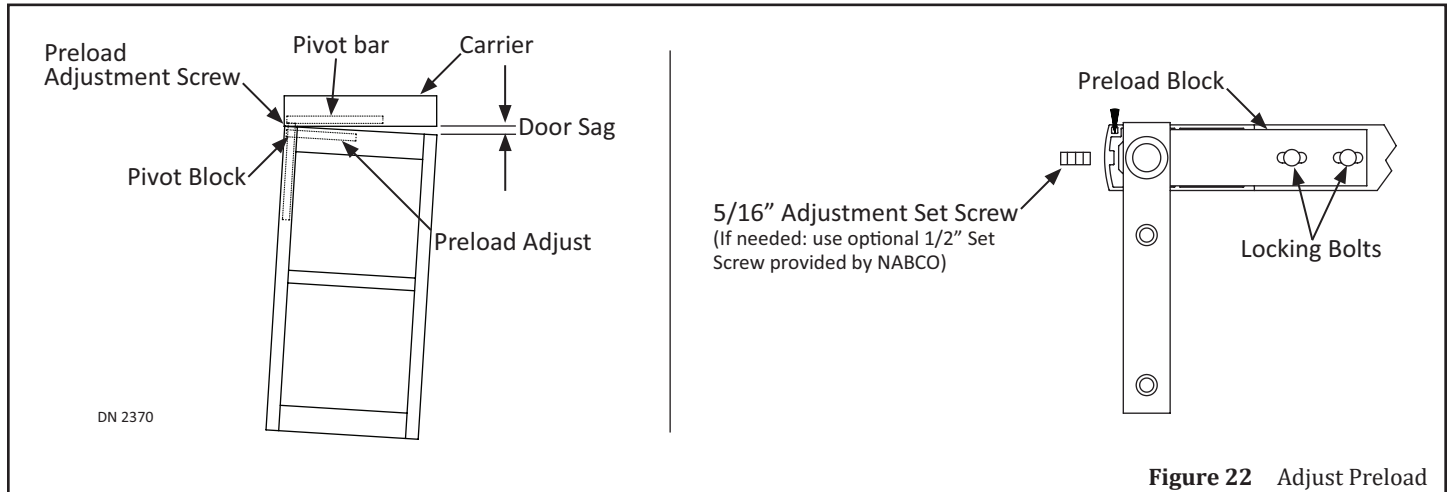 Preload
Adjustment Screw
Pivot bar
Carrier
Door Sag
Pivot Block
Preload Adjust
DN 2370
Preload Block
5/16” Adjustment Set Screw
(If needed: use optional 1/2” Set
Screw provided by NABCO)
Locking Bolts
Figure 22 Adjust Preload